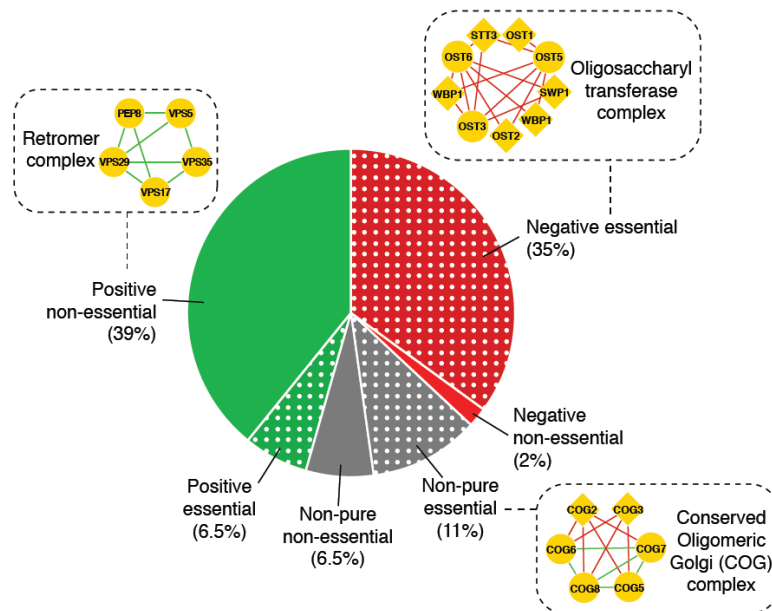 STT3
OST1
OST6
OST5
WBP1
SWP1
OST3
WBP1
OST2
Oligosaccharyl
transferase
complex
Retromer
complex
PEP8
VPS5
VPS29
VPS35
VPS17
Negative essential
(35%)
Positive
non-essential
(39%)
Negative
non-essential
(2%)
Positive
essential
(6.5%)
Non-pure
non-essential
(6.5%)
Non-pure
essential
(11%)
COG2
COG3
COG6
COG7
COG8
COG5
Conserved
Oligomeric
Golgi (COG)
complex